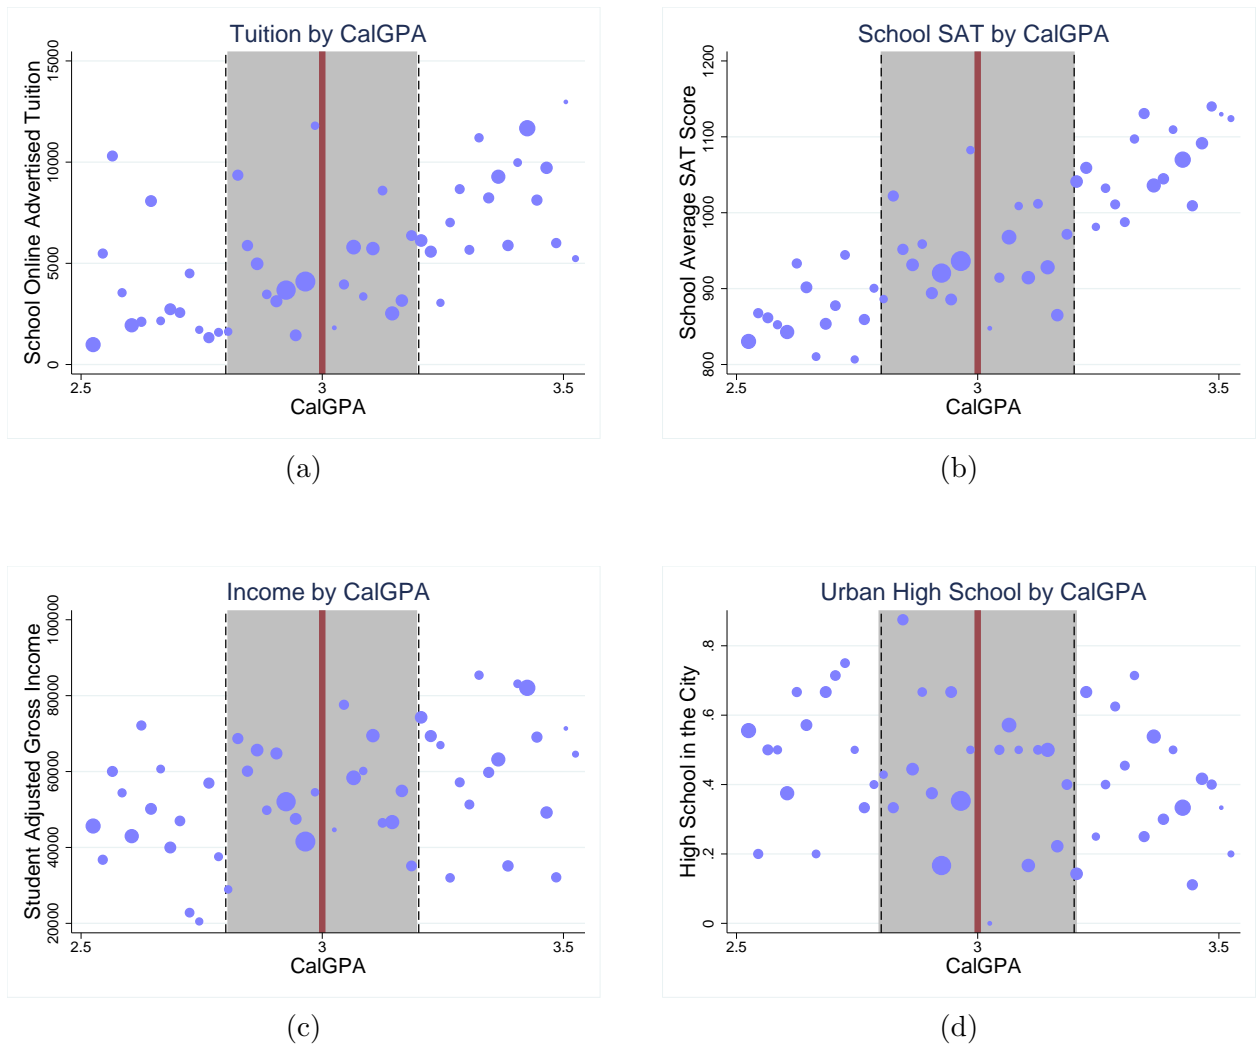 Tuition by CalGPA
School Online Advertised Tuition
15000
10000
5000
0
2.5
3
3.5
CalGPA
(a)
School SAT by CalGPA
School Average SAT Score
1200
1100
1000
900
800
2.5
3
3.5
CalGPA
(b)
Income by CalGPA
Student Adjusted Gross Income
100000
80000
60000
40000
20000
2.5
3
3.5
CalGPA
(c)
Urban High School by CalGPA
High School in the City
.8
.6
.4
.2
0
2.5
3
3.5
CalGPA
(d)